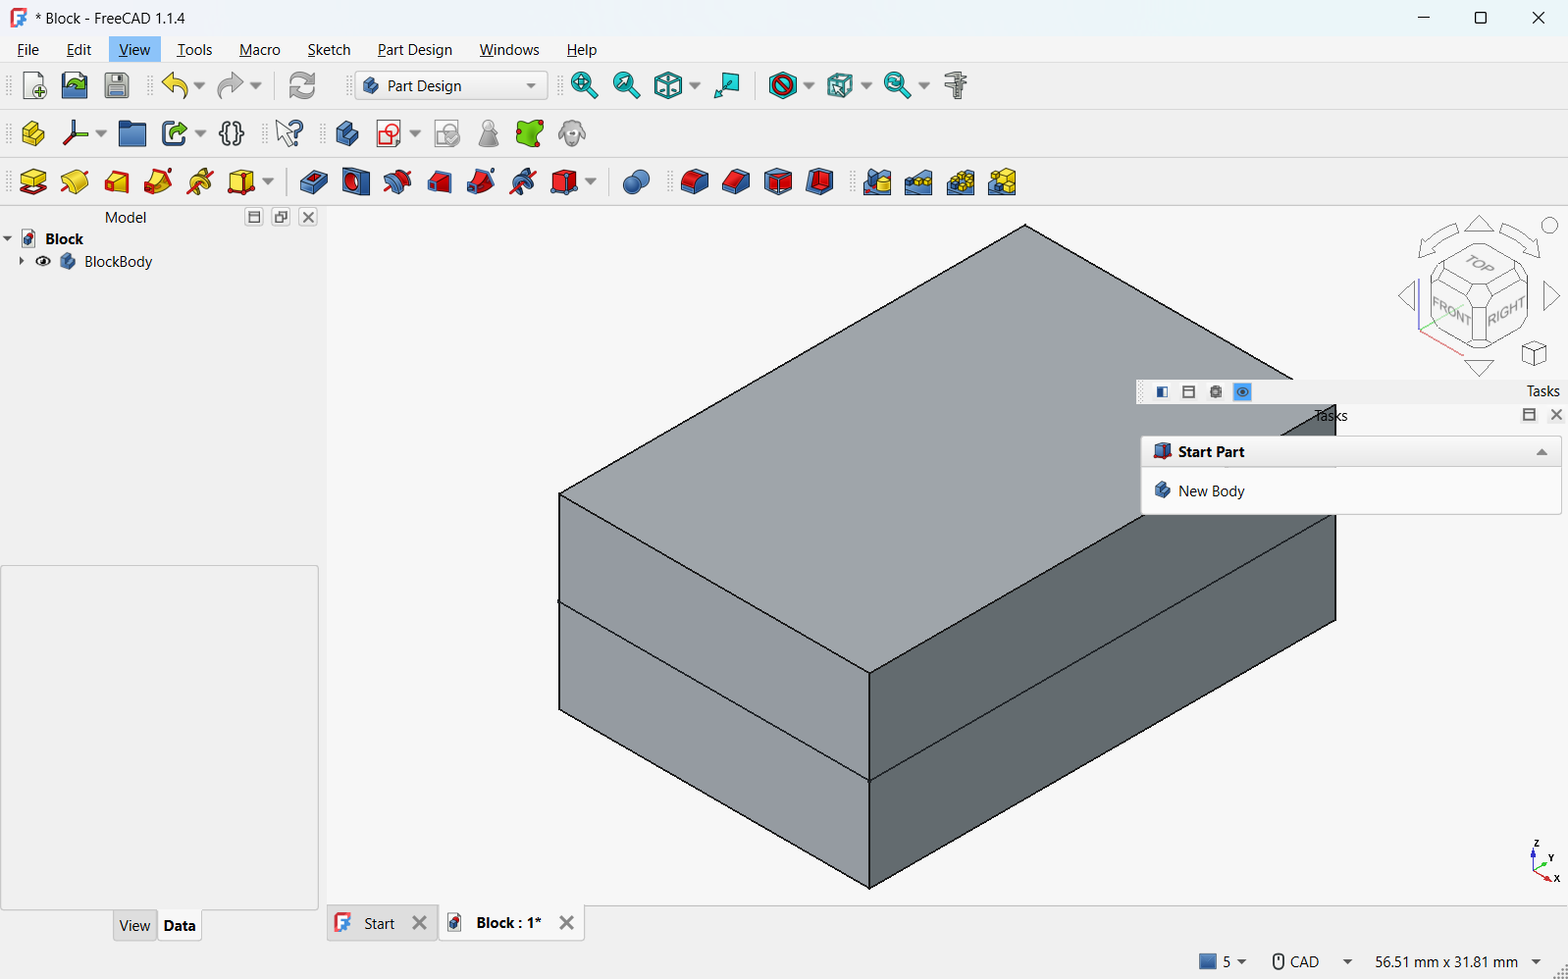 * Block - FreeCAD 1.1.4
File Edit View Tools Macro Sketch Part Design Windows Help
Part Design
Model
Block
BlockBody
TOP
FRONT RIGHT
Tasks
Tasks
Start Part
New Body
Z
Y
X
View Data
Start Block : 1*
5 CAD 56.51 mm x 31.81 mm